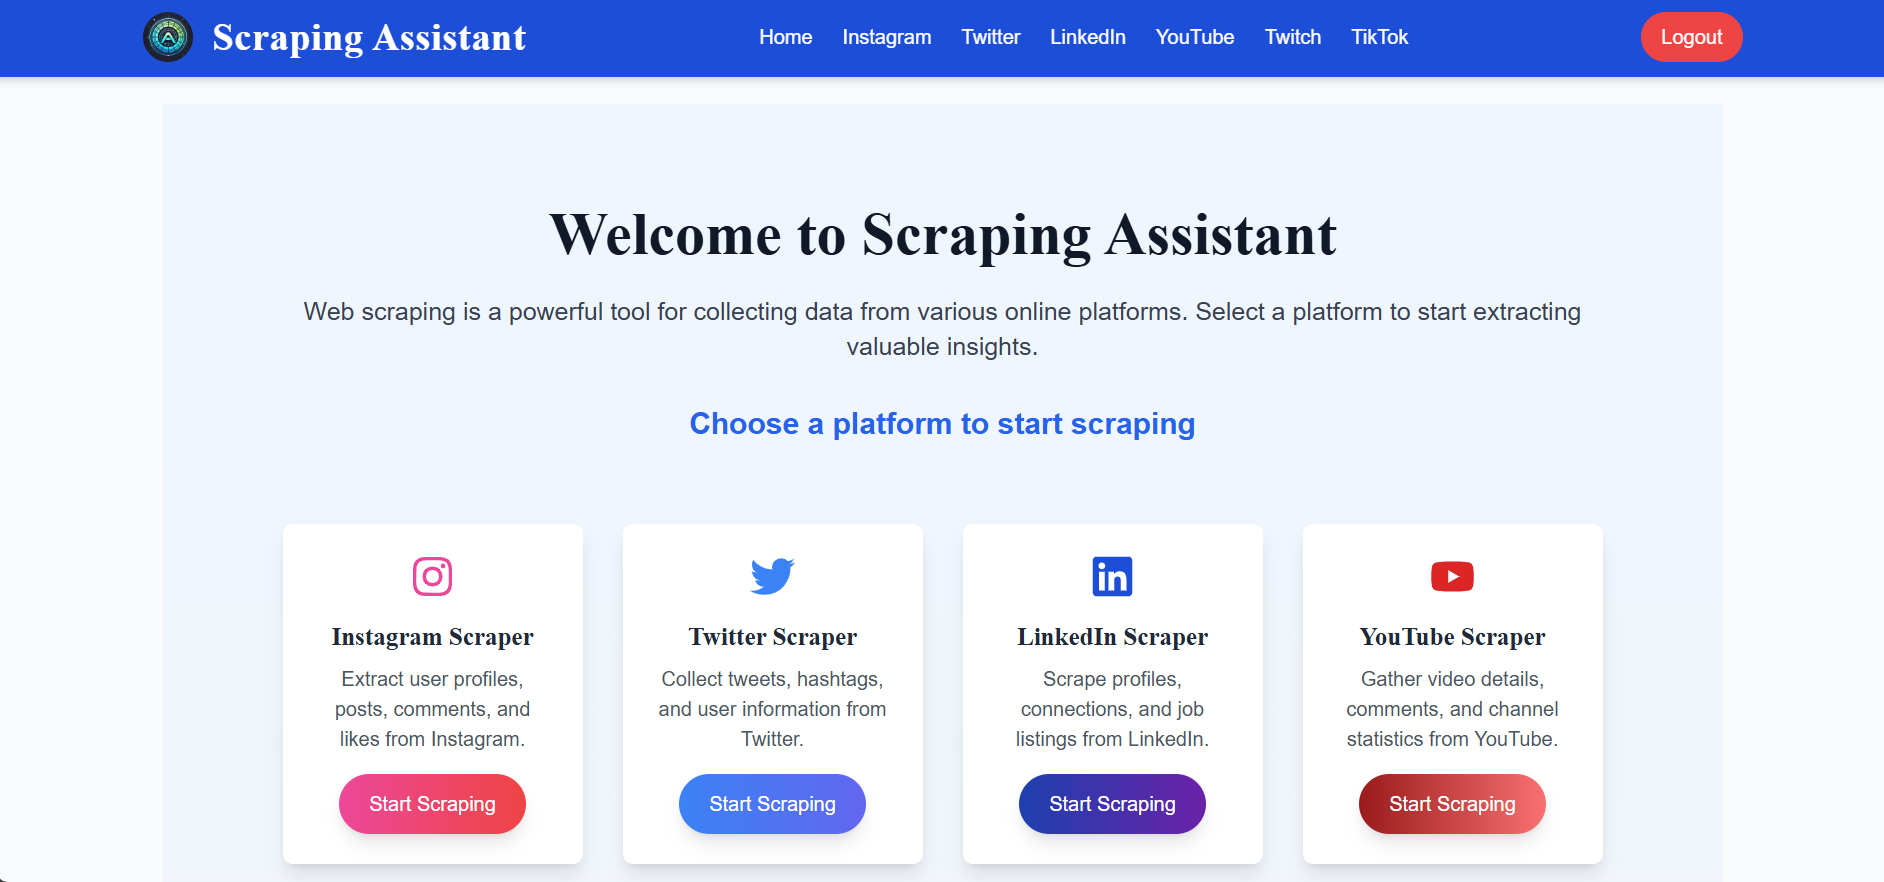 Scraping Assistant
Home Instagram Twitter LinkedIn YouTube Twitch TikTok
Logout
Welcome to Scraping Assistant
Web scraping is a powerful tool for collecting data from various online platforms. Select a platform to start extracting
valuable insights.
Choose a platform to start scraping
Instagram Scraper
Extract user profiles,
posts, comments, and
likes from Instagram.
Start Scraping
Twitter Scraper
Collect tweets, hashtags,
and user information from
Twitter.
Start Scraping
LinkedIn Scraper
Scrape profiles,
connections, and job
listings from LinkedIn.
Start Scraping
YouTube Scraper
Gather video details,
comments, and channel
statistics from YouTube.
Start Scraping